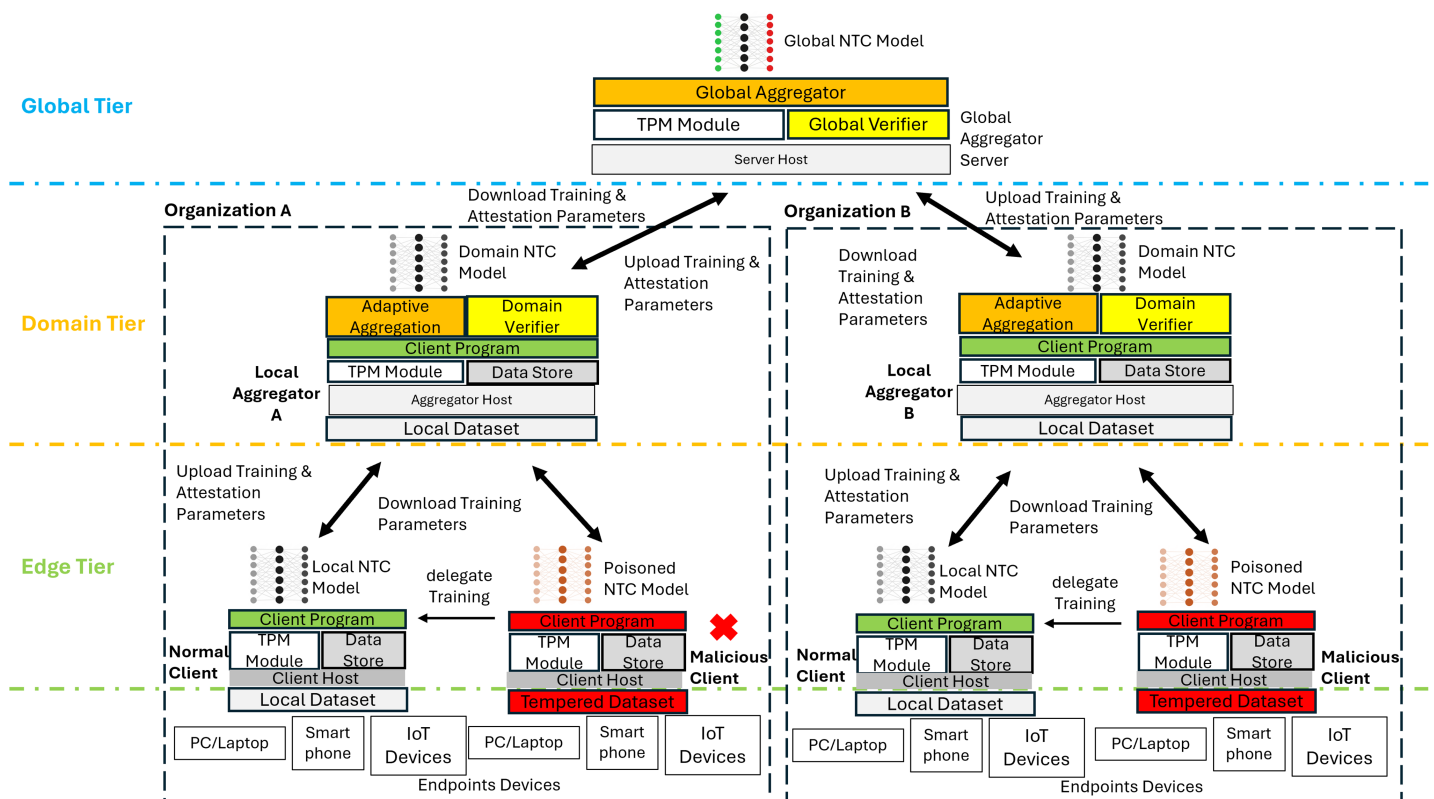 Global NTC Model
Global Tier
Global Aggregator
TPM Module
Global Verifier
Global
Aggregator
Server
Server Host
Download Training &
Attestation Parameters
Upload Training &
Attestation Parameters
Organization A
Organization B
Domain Tier
Domain NTC
Model
Upload Training &
Attestation
Parameters
Adaptive
Aggregation
Domain
Verifier
Client Program
TPM Module
Data Store
Local
Aggregator
A
Aggregator Host
Local Dataset
Download
Training &
Attestation
Parameters
Domain NTC
Model
Adaptive
Aggregation
Domain
Verifier
Client Program
TPM Module
Data Store
Local
Aggregator
B
Aggregator Host
Local Dataset
Edge Tier
Upload Training &
Attestation
Parameters
Download Training
Parameters
Local NTC
Model
delegate
Training
Poisoned
NTC Model
Client Program
TPM
Module
Data
Store
Normal
Client
Client Host
Local Dataset
Client Program
TPM
Module
Data
Store
Malicious
Client
Client Host
Tempered Dataset
PC/Laptop
Smart
phone
IoT
Devices
PC/Laptop
Smart
phone
IoT
Devices
Endpoints Devices
Upload Training &
Attestation
Parameters
Download Training
Parameters
Local NTC
Model
delegate
Training
Poisoned
NTC Model
Client Program
TPM
Module
Data
Store
Normal
Client
Client Host
Local Dataset
Client Program
TPM
Module
Data
Store
Malicious
Client
Client Host
Tempered Dataset
PC/Laptop
Smart
phone
IoT
Devices
PC/Laptop
Smart
phone
IoT
Devices
Endpoints Devices